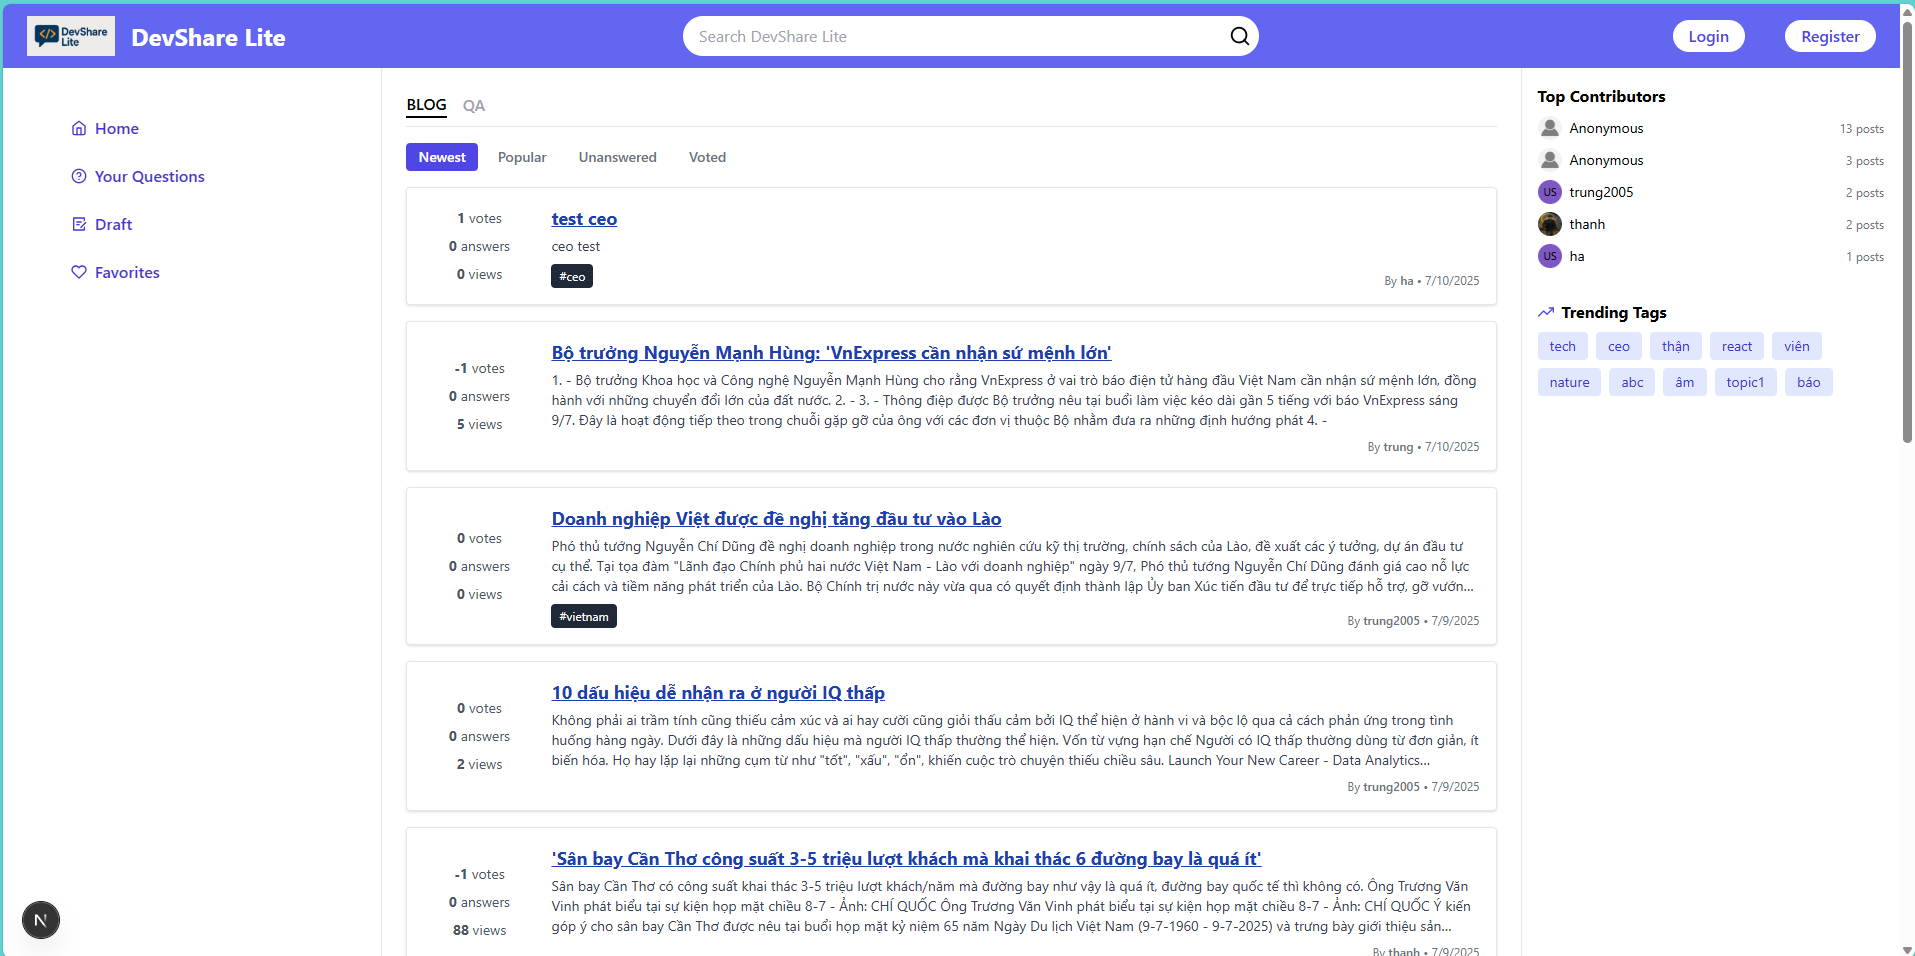 DevShare
Lite
DevShare Lite
Search DevShare Lite
Login
Register
Home
Your Questions
Draft
Favorites
BLOG
QA
Newest
Popular
Unanswered
Voted
1 votes
0 answers
0 views
test ceo
ceo test
#ceo
By ha • 7/10/2025
-1 votes
0 answers
5 views
Bộ trưởng Nguyễn Mạnh Hùng: 'VnExpress cần nhận sứ mệnh lớn'
1. - Bộ trưởng Khoa học và Công nghệ Nguyễn Mạnh Hùng cho rằng VnExpress ở vai trò báo điện tử hàng đầu Việt Nam cần nhận sứ mệnh lớn, đồng
hành với những chuyển đổi lớn của đất nước. 2. - 3. - Thông điệp được Bộ trưởng nêu tại buổi làm việc kéo dài gần 5 tiếng với báo VnExpress sáng
9/7. Đây là hoạt động tiếp theo trong chuỗi gặp gỡ của ông với các đơn vị thuộc Bộ nhằm đưa ra những định hướng phát 4. -
By trung • 7/10/2025
0 votes
0 answers
0 views
Doanh nghiệp Việt được đề nghị tăng đầu tư vào Lào
Phó thủ tướng Nguyễn Chí Dũng đề nghị doanh nghiệp trong nước nghiên cứu kỹ thị trường, chính sách của Lào, đề xuất các ý tưởng, dự án đầu tư
cụ thể. Tại tọa đàm "Lãnh đạo Chính phủ hai nước Việt Nam - Lào với doanh nghiệp" ngày 9/7, Phó thủ tướng Nguyễn Chí Dũng đánh giá cao nỗ lực
cải cách và tiềm năng phát triển của Lào. Bộ Chính trị nước này vừa qua có quyết định thành lập Ủy ban Xúc tiến đầu tư để trực tiếp hỗ trợ, gỡ vướn...
#vietnam
By trung2005 • 7/9/2025
0 votes
0 answers
2 views
10 dấu hiệu dễ nhận ra ở người IQ thấp
Không phải ai trầm tính cũng thiếu cảm xúc và ai hay cười cũng giỏi thấu cảm bởi IQ thể hiện ở hành vi và bộc lộ qua cả cách phản ứng trong tình
huống hàng ngày. Dưới đây là những dấu hiệu mà người IQ thấp thường thể hiện. Vốn từ vựng hạn chế Người có IQ thấp thường dùng từ đơn giản, ít
biến hóa. Họ hay lặp lại những cụm từ như "tốt", "xấu", "ổn", khiến cuộc trò chuyện thiếu chiều sâu. Launch Your New Career - Data Analytics...
By trung2005 • 7/9/2025
-1 votes
0 answers
88 views
'Sân bay Cần Thơ công suất 3-5 triệu lượt khách mà khai thác 6 đường bay là quá ít'
Sân bay Cần Thơ có công suất khai thác 3-5 triệu lượt khách/năm mà đường bay như vậy là quá ít, đường bay quốc tế thì không có. Ông Trương Văn
Vinh phát biểu tại sự kiện họp mặt chiều 8-7 - Ảnh: CHÍ QUỐC Ông Trương Văn Vinh phát biểu tại sự kiện họp mặt chiều 8-7 - Ảnh: CHÍ QUỐC Ý kiến
góp ý cho sân bay Cần Thơ được nêu tại buổi họp mặt kỷ niệm 65 năm Ngày Du lịch Việt Nam (9-7-1960 - 9-7-2025) và trưng bày giới thiệu sản...
By thanh • 7/9/2025
Top Contributors
Anonymous 13 posts
Anonymous 3 posts
US trung2005 2 posts
thanh 2 posts
US ha 1 posts
Trending Tags
tech ceo thận react viên
nature abc âm topic1 báo
N